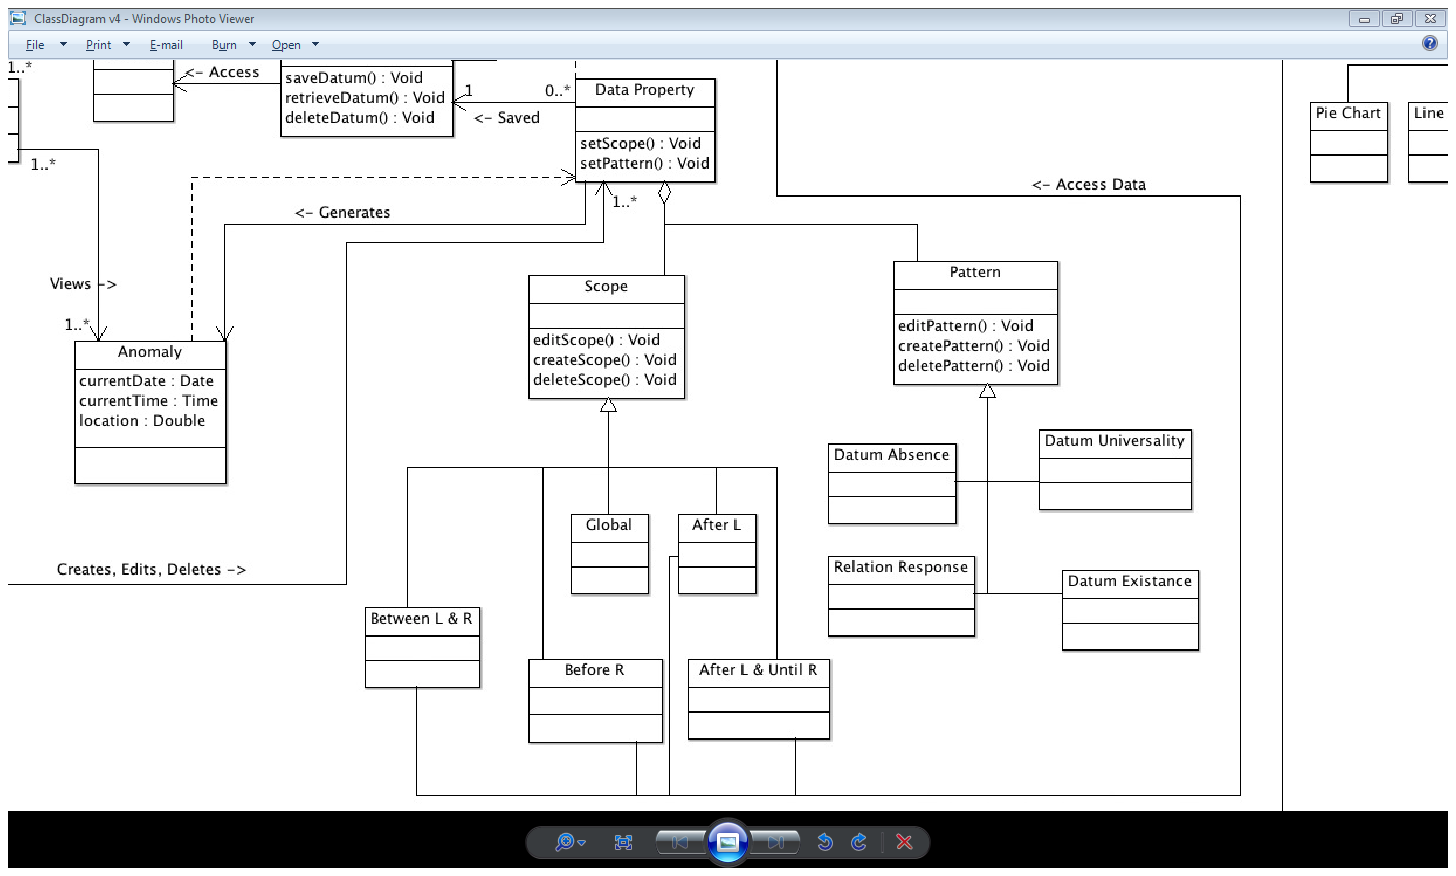 ClassDiagram v4 - Windows Photo Viewer
File Print E-mail Burn Open
1..*
<- Access
saveDatum() : Void
retrieveDatum() : Void
deleteDatum() : Void
1 0..*
<- Saved
Data Property
setScope() : Void
setPattern() : Void
Pie Chart
Line
1..*
<- Access Data
1..*
<- Generates
Views ->
1..*
Anomaly
currentDate : Date
currentTime : Time
location : Double
Scope
editScope() : Void
createScope() : Void
deleteScope() : Void
Pattern
editPattern() : Void
createPattern() : Void
deletePattern() : Void
Datum Absence
Datum Universality
Global
After L
Creates, Edits, Deletes ->
Relation Response
Datum Existance
Between L & R
Before R
After L & Until R